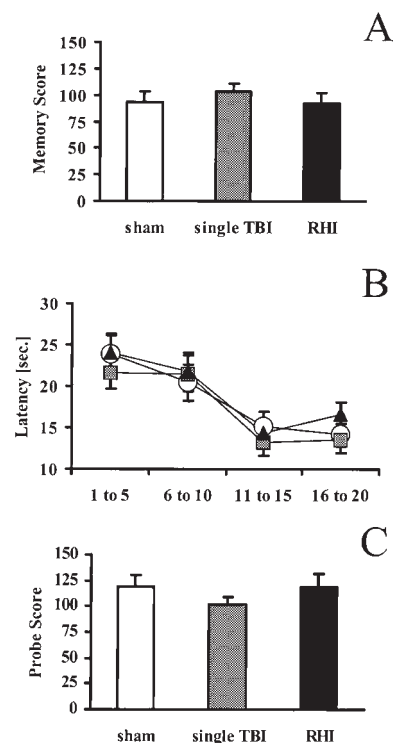 A
Memory Score
150
125
100
75
50
25
0
sham single TBI RHI
B
Latency [sec.]
30
25
20
15
10
1 to 5 6 to 10 11 to 15 16 to 20
C
Probe Score
150
125
100
75
50
25
0
sham single TBI RHI